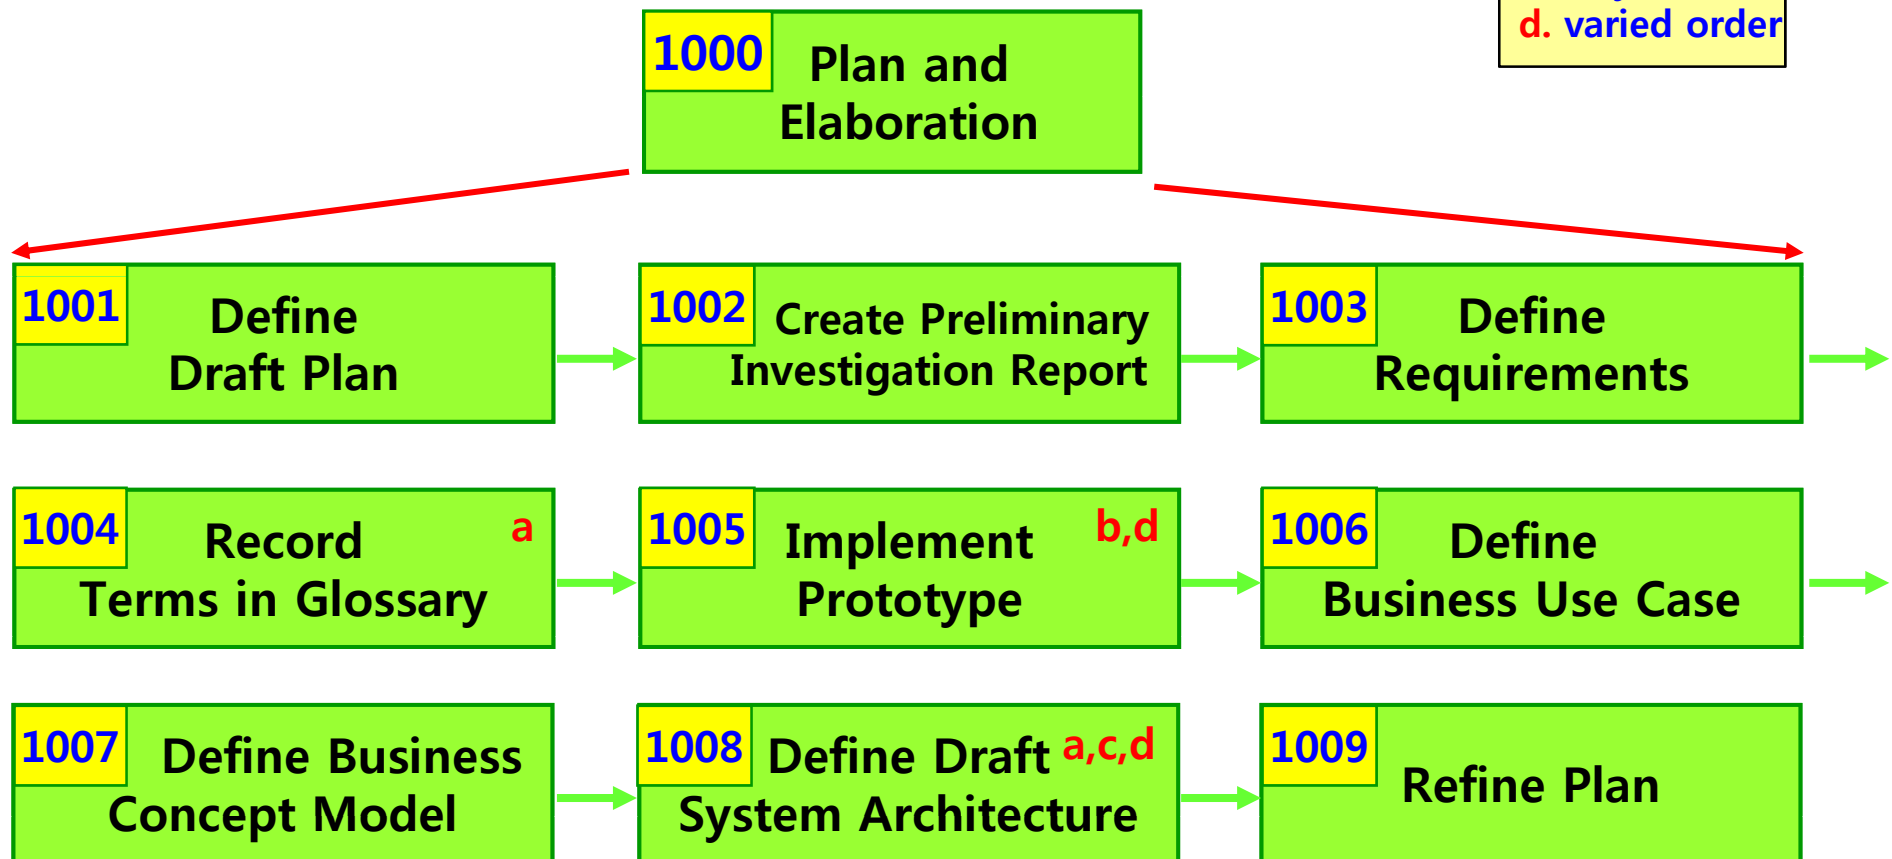 d. varied order
1000
Plan and
Elaboration
1001
Define
Draft Plan
1002
Create Preliminary
Investigation Report
1003
Define
Requirements
1004
Record
a
Terms in Glossary
1005
Implement
b,d
Prototype
1006
Define
Business Use Case
1007
Define Business
Concept Model
1008
Define Draft
a,c,d
System Architecture
1009
Refine Plan